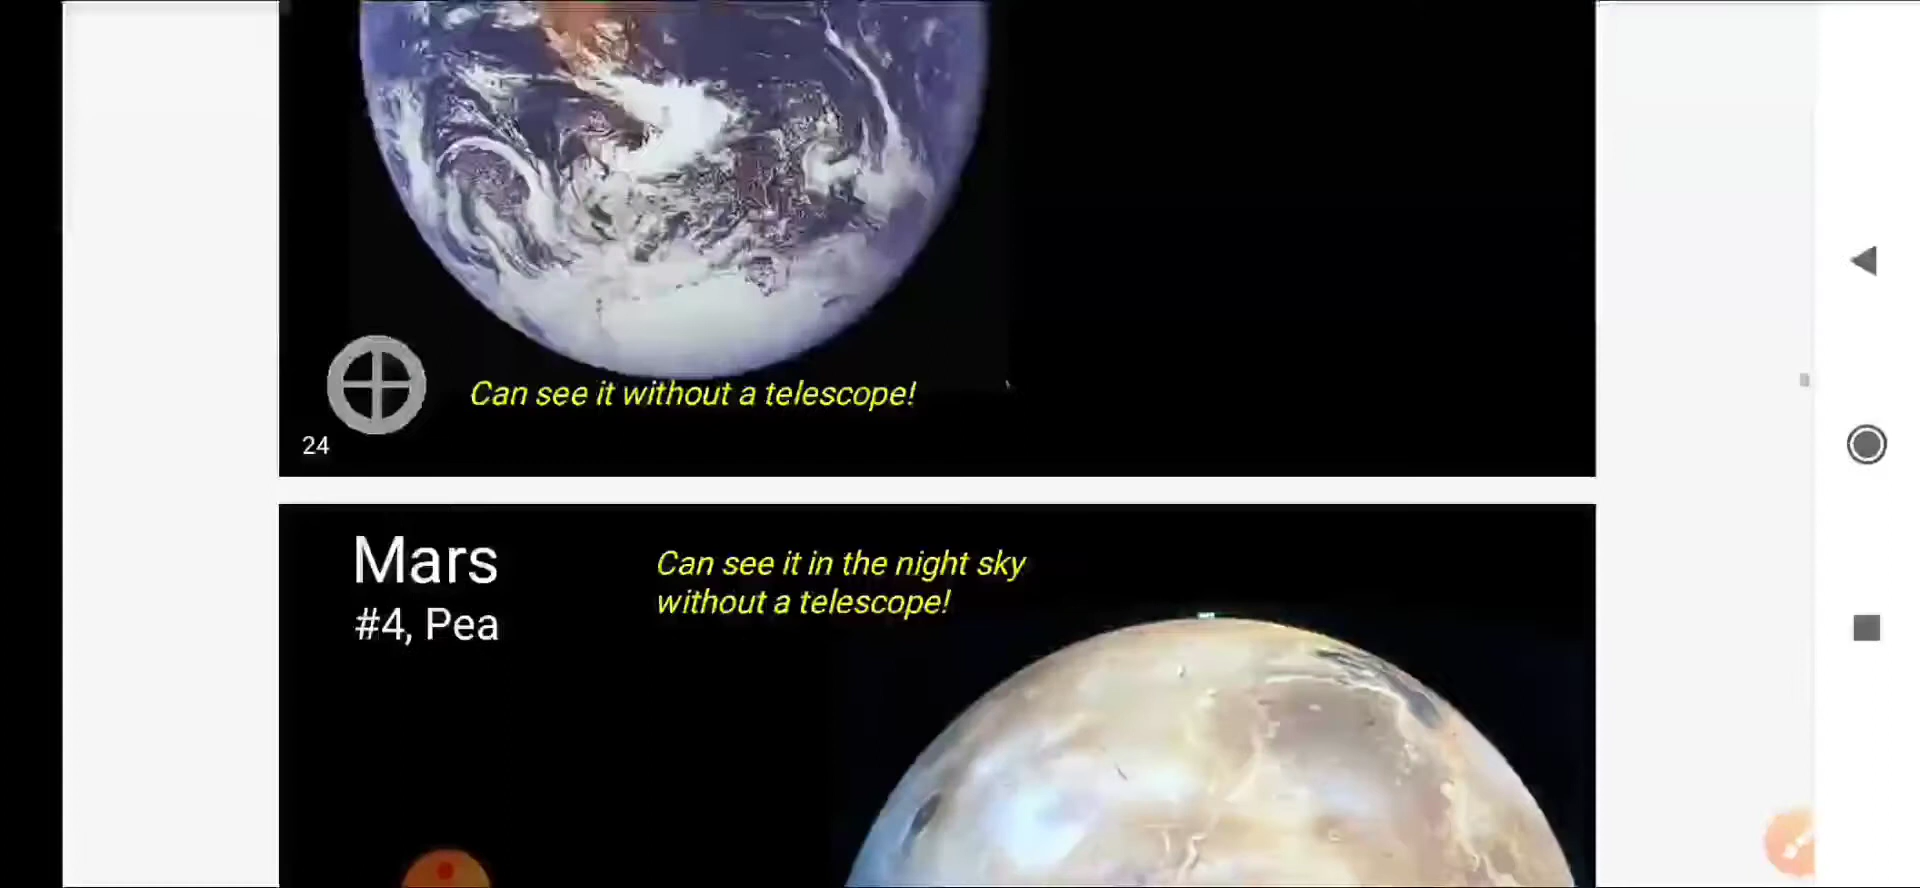 Can see it without a telescope!
24
Mars
#4, Pea
Can see it in the night sky
without a telescope!